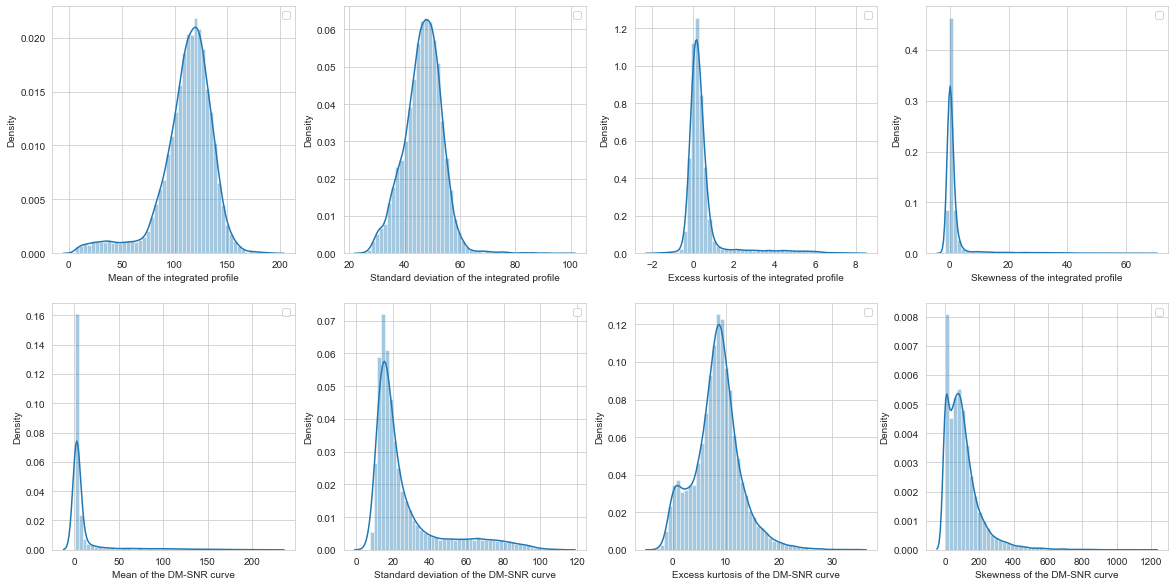 0.020
0.015
0.010
0.005
0.000
Density
0 50 100 150 200
Mean of the integrated profile
0.06
0.05
0.04
0.03
0.02
0.01
0.00
Density
20 40 60 80 100
Standard deviation of the integrated profile
1.2
1.0
0.8
0.6
0.4
0.2
0.0
Density
−2 0 2 4 6 8
Excess kurtosis of the integrated profile
0.4
0.3
0.2
0.1
0.0
Density
0 20 40 60
Skewness of the integrated profile
0.16
0.14
0.12
0.10
0.08
0.06
0.04
0.02
0.00
Density
0 50 100 150 200
Mean of the DM-SNR curve
0.07
0.06
0.05
0.04
0.03
0.02
0.01
0.00
Density
0 20 40 60 80 100 120
Standard deviation of the DM-SNR curve
0.12
0.10
0.08
0.06
0.04
0.02
0.00
Density
0 10 20 30
Excess kurtosis of the DM-SNR curve
0.008
0.007
0.006
0.005
0.004
0.003
0.002
0.001
0.000
Density
0 200 400 600 800 1000 1200
Skewness of the DM-SNR curve